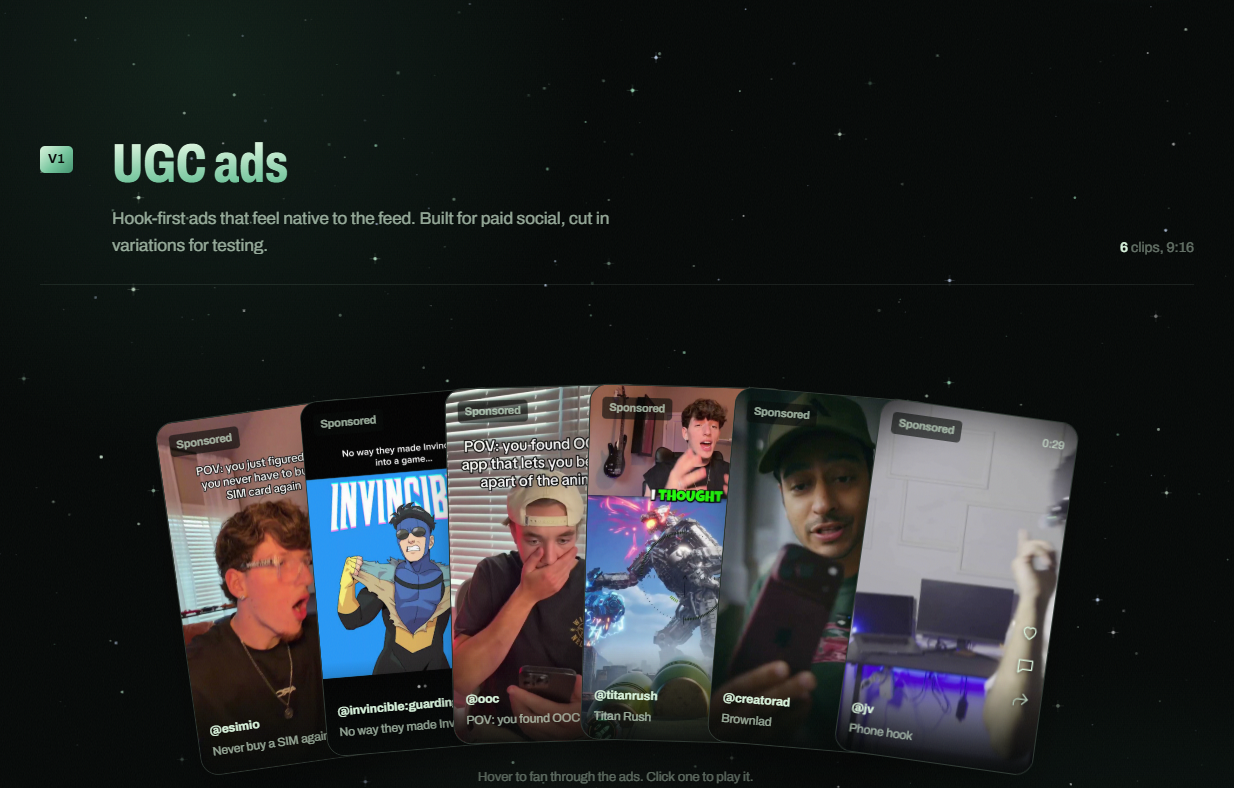 V1
UGC ads
Hook-first ads that feel native to the feed. Built for paid social, cut in
variations for testing.
6 clips, 9:16
Sponsored
POV: you just figured
you never have to
SIM card again
@esimio
Never buy a SIM again
Sponsored
No way they made
into a game...
INVINCIB
@invincible:guardin
No way they made Inv
Sponsored
POV: you found
app that lets you
apart of the
@ooc
POV: you found OOC
Sponsored
I THOUGHT
@titanrush
Titan Rush
Sponsored
@creatorad
Brownlad
Sponsored
0:29
@jv
Phone hook
Hover to fan through the ads. Click one to play it.